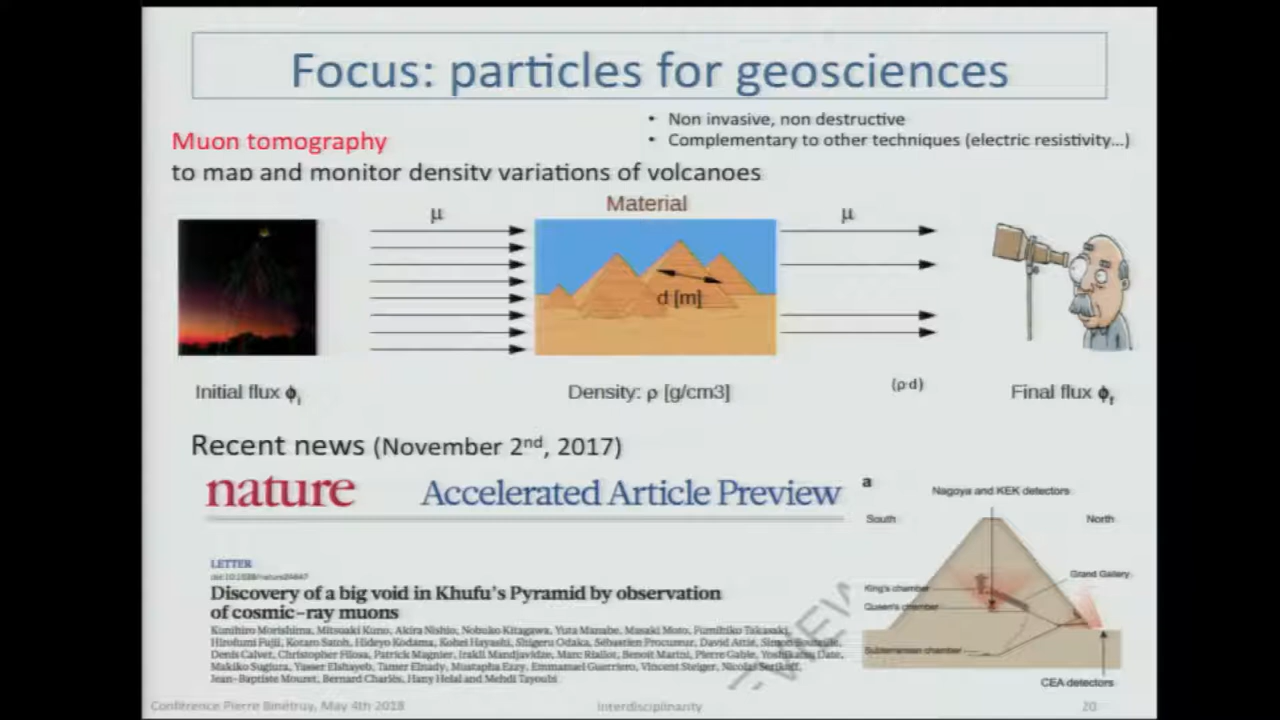 Focus: particles for geosciences
• Non invasive, non destructive
• Complementary to other techniques (electric resistivity...)
Muon tomography
to map and monitor density variations of volcanoes
Material
μ
μ
d [m]
Initial flux ϕi
Density: ρ [g/cm3]
(ρ·d)
Final flux ϕf
Recent news (November 2nd, 2017)
nature Accelerated Article Preview
LETTER
doi:10.1038/nature24647
Discovery of a big void in Khufu's Pyramid by observation
of cosmic-ray muons
Kunihiro Morishima, Mitsuaki Kuno, Akira Nishio, Nobuko Kitagawa, Yuta Manabe, Masaki Moto, Fumihiko Takasaki,
Hirofumi Fujii, Kotaro Satoh, Hideyo Kodama, Kohei Hayashi, Shigeru Odaka, Sébastien Procureur, David Attié, Simon Bouteille,
Denis Calvet, Christopher Filosa, Patrick Magnier, Irakli Mandjavidze, Marc Riallot, Benoit Marini, Pierre Gable, Yoshikatsu Date,
Makiko Sugiura, Yasser Elshayeb, Tamer Elnady, Mustapha Ezzy, Emmanuel Guerriero, Vincent Steiger, Nicolas Serikoff,
Jean-Baptiste Mouret, Bernard Charlès, Hany Helal and Mehdi Tayoubi
a
Nagoya and KEK detectors
South
North
Grand Gallery
King's chamber
Queen's chamber
Subterranean chamber
CEA detectors
Conférence Pierre Binétruy, May 4th 2018
Interdisciplinarity
20